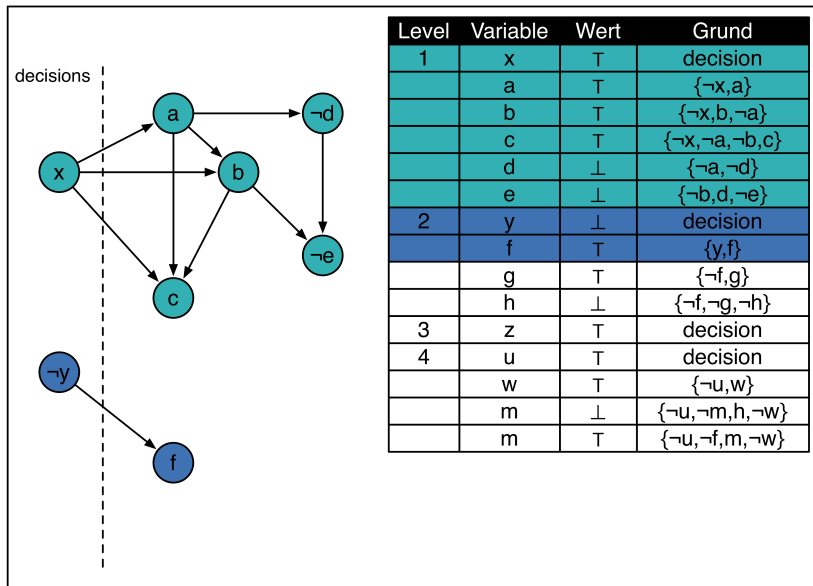 decisions
a
¬d
x
b
¬e
c
¬y
f
Level Variable Wert Grund
1 x ⊤ decision
a ⊤ {¬x,a}
b ⊤ {¬x,b,¬a}
c ⊤ {¬x,¬a,¬b,c}
d ⊥ {¬a,¬d}
e ⊥ {¬b,d,¬e}
2 y ⊥ decision
f ⊤ {y,f}
g ⊤ {¬f,g}
h ⊥ {¬f,¬g,¬h}
3 z ⊤ decision
4 u ⊤ decision
w ⊤ {¬u,w}
m ⊥ {¬u,¬m,h,¬w}
m ⊤ {¬u,¬f,m,¬w}